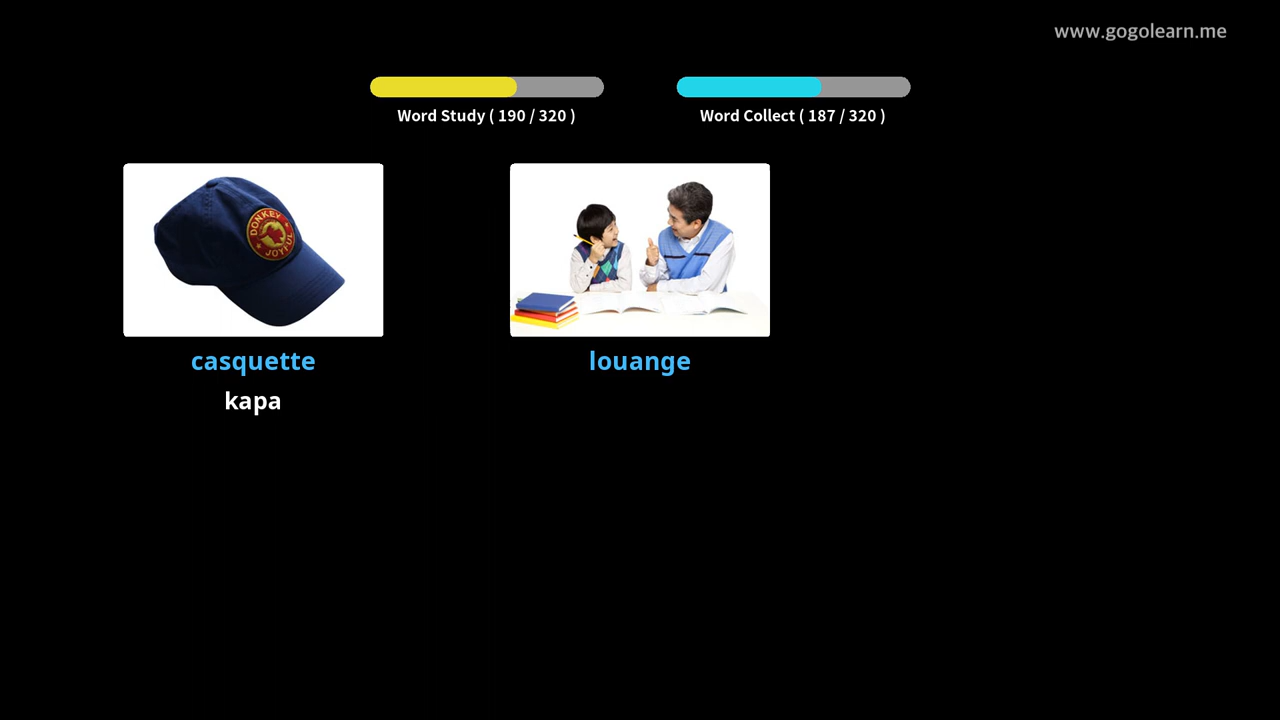 www.gogolearn.me
Word Study ( 190 / 320 )
Word Collect ( 187 / 320 )
DONKEY
JOYFUL
casquette
louange
kapa